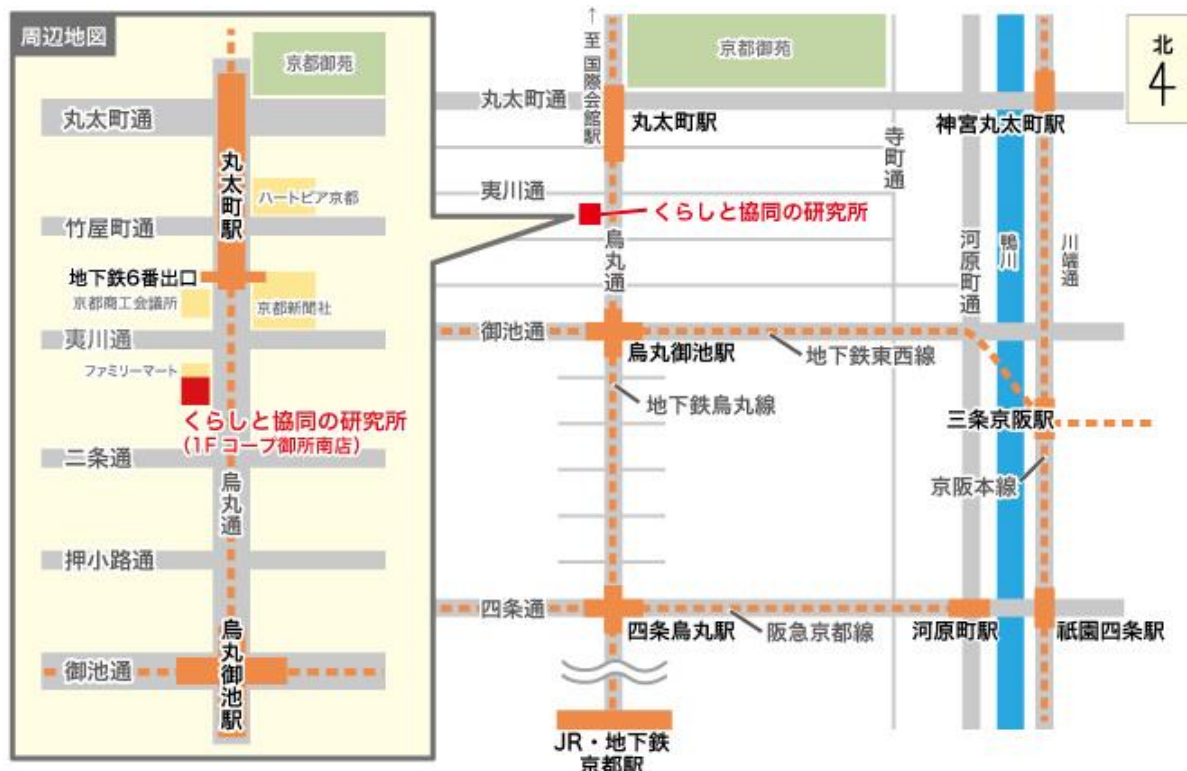 周辺地図
京都御苑
丸太町通
丸太町駅
ハートピア京都
竹屋町通
地下鉄6番出口
京都商工会議所
京都新聞社
夷川通
ファミリーマート
くらしと協同の研究所
(1F コープ御所南店)
二条通
烏丸通
押小路通
御池通
烏丸御池駅
↑至 国際会館駅
京都御苑
北
丸太町通
丸太町駅
神宮丸太町駅
寺町通
夷川通
くらしと協同の研究所
烏丸通
河原町通
鴨川
川端通
御池通
烏丸御池駅
地下鉄東西線
地下鉄烏丸線
三条京阪駅
京阪本線
四条通
四条烏丸駅
阪急京都線
河原町駅
祇園四条駅
JR・地下鉄
京都駅